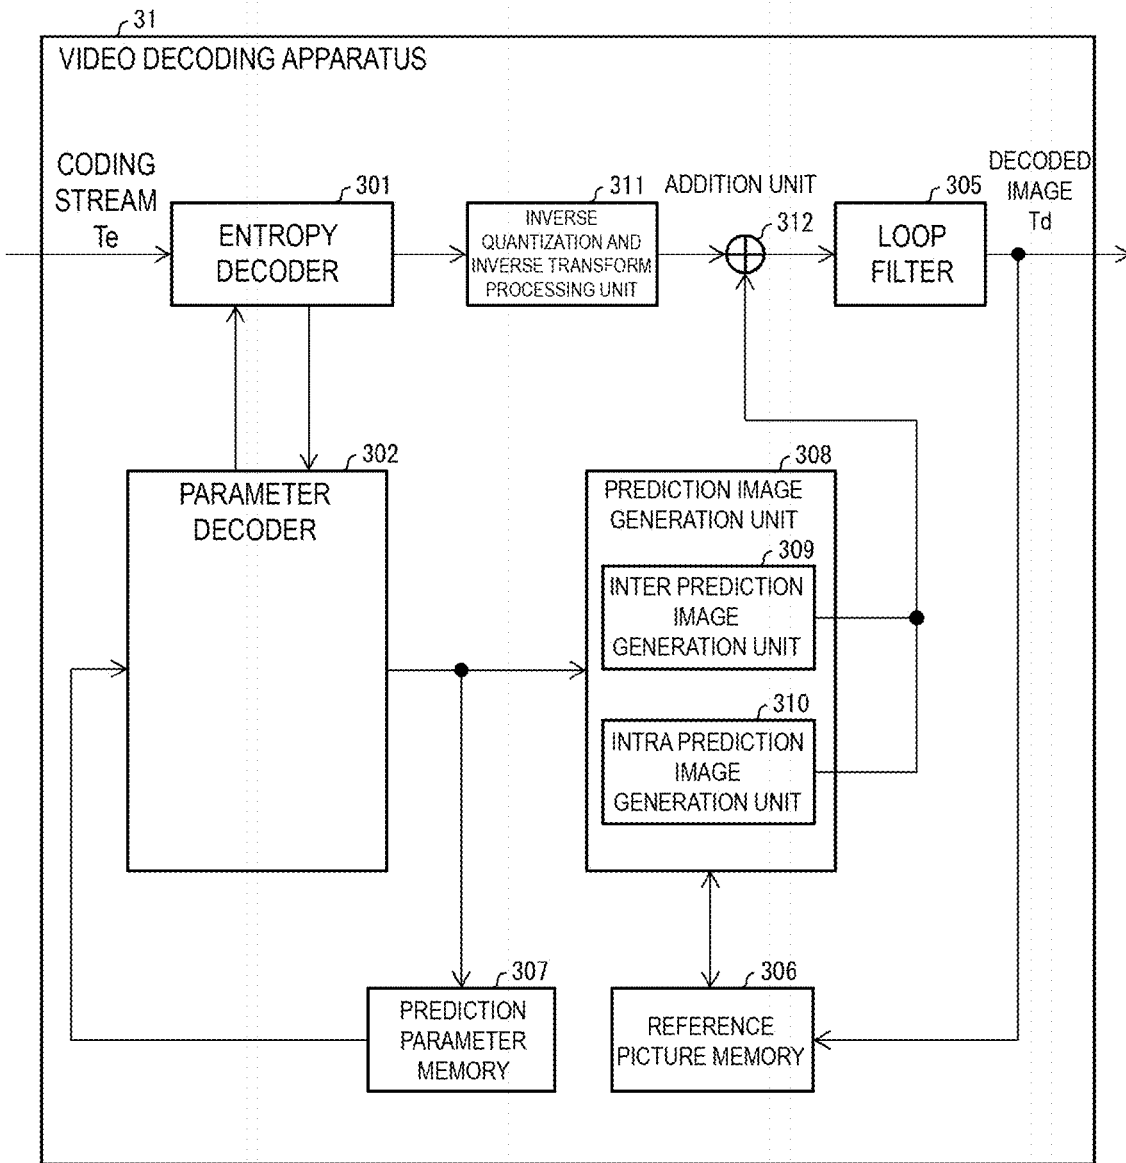 31
VIDEO DECODING APPARATUS
CODING
STREAM
Te
301
ENTROPY
DECODER
311
INVERSE
QUANTIZATION AND
INVERSE TRANSFORM
PROCESSING UNIT
ADDITION UNIT
312
305
LOOP
FILTER
DECODED
IMAGE
Td
302
PARAMETER
DECODER
308
PREDICTION IMAGE
GENERATION UNIT
309
INTER PREDICTION
IMAGE
GENERATION UNIT
310
INTRA PREDICTION
IMAGE
GENERATION UNIT
307
PREDICTION
PARAMETER
MEMORY
306
REFERENCE
PICTURE MEMORY